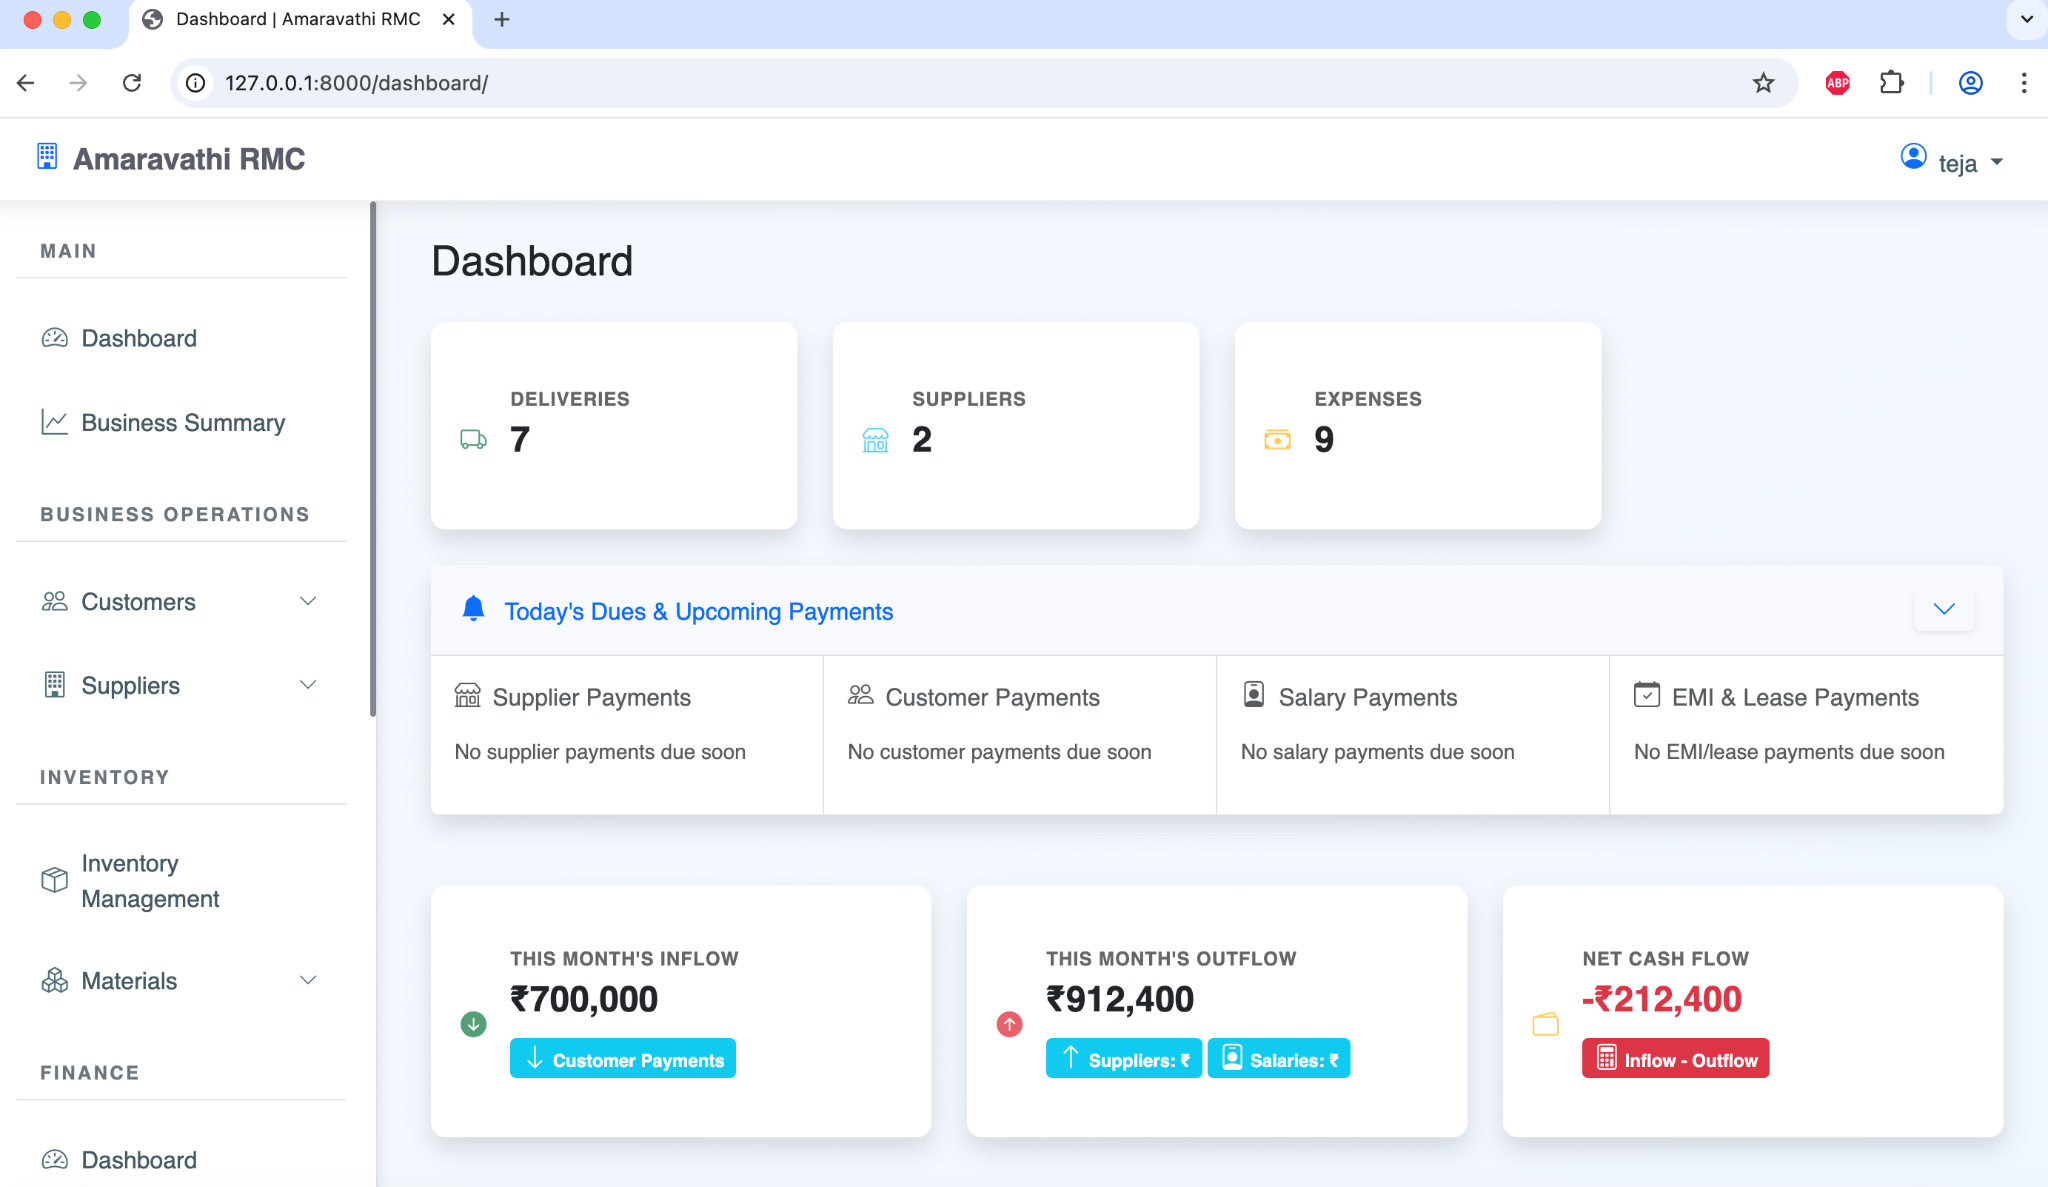 Dashboard | Amaravathi RMC
127.0.0.1:8000/dashboard/
ABP
Amaravathi RMC
teja
MAIN
Dashboard
Business Summary
BUSINESS OPERATIONS
Customers
Suppliers
INVENTORY
Inventory
Management
Materials
FINANCE
Dashboard
Dashboard
DELIVERIES
7
SUPPLIERS
2
EXPENSES
9
Today's Dues & Upcoming Payments
Supplier Payments
No supplier payments due soon
Customer Payments
No customer payments due soon
Salary Payments
No salary payments due soon
EMI & Lease Payments
No EMI/lease payments due soon
THIS MONTH'S INFLOW
₹700,000
Customer Payments
THIS MONTH'S OUTFLOW
₹912,400
Suppliers: ₹ Salaries: ₹
NET CASH FLOW
-₹212,400
Inflow - Outflow